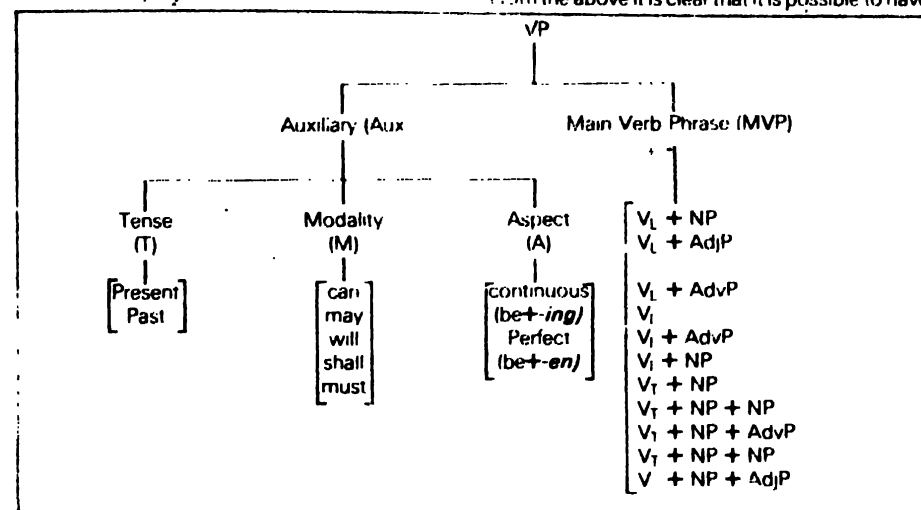 From the above it is clear that it is possible to have
VP
Auxiliary (Aux
Main Verb Phrase (MVP)
Tense
(T)
Modality
(M)
Aspect
(A)
[Present
Past]
[can
may
will
shall
must]
[continuous
(be+-ing)
Perfect
(be+-en)]
[V_L + NP
V_L + AdjP
V_L + AdvP
V_I
V_I + AdvP
V_I + NP
V_T + NP
V_T + NP + NP
V_T + NP + AdvP
V_T + NP + NP
V + NP + AdjP